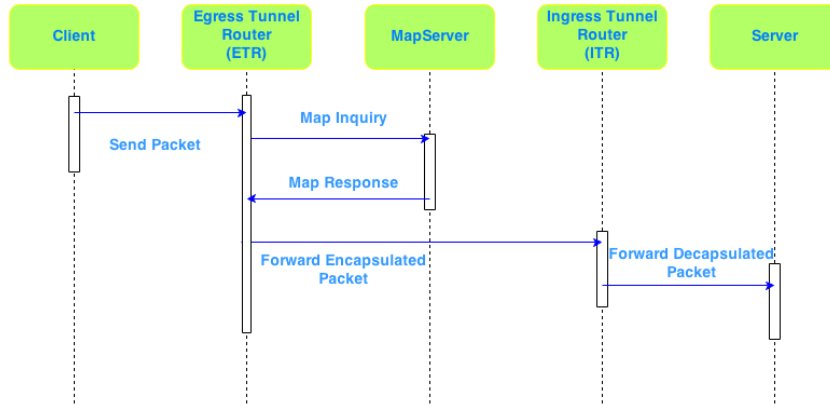 Client
Egress Tunnel
Router
(ETR)
MapServer
Ingress Tunnel
Router
(ITR)
Server
Send Packet
Map Inquiry
Map Response
Forward Encapsulated
Packet
Forward Decapsulated
Packet